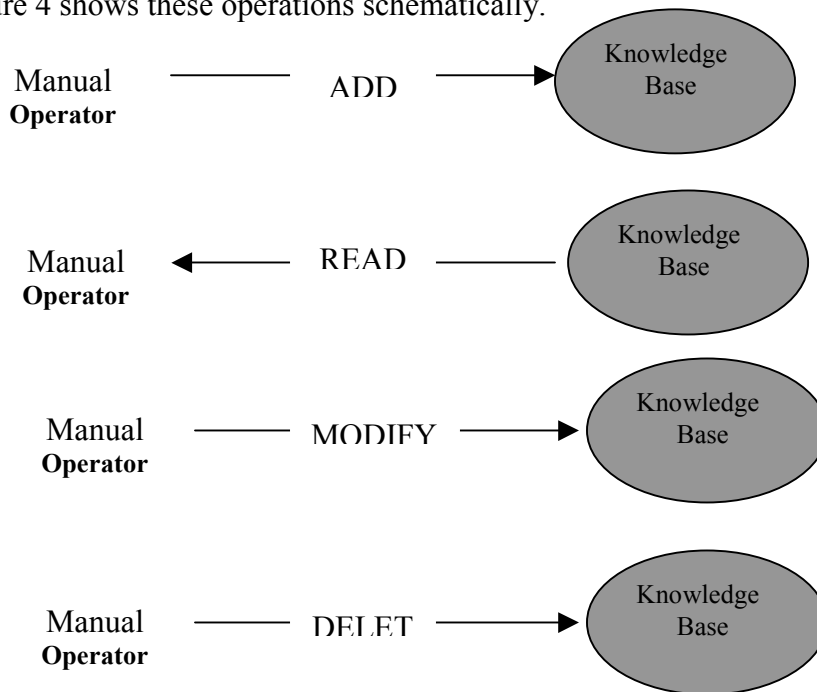 ure 4 shows these operations schematically.
Knowledge
Base
Manual
Operator
ADD
Knowledge
Base
Manual
Operator
READ
Knowledge
Base
Manual
Operator
MODIFY
Knowledge
Base
Manual
Operator
DELET